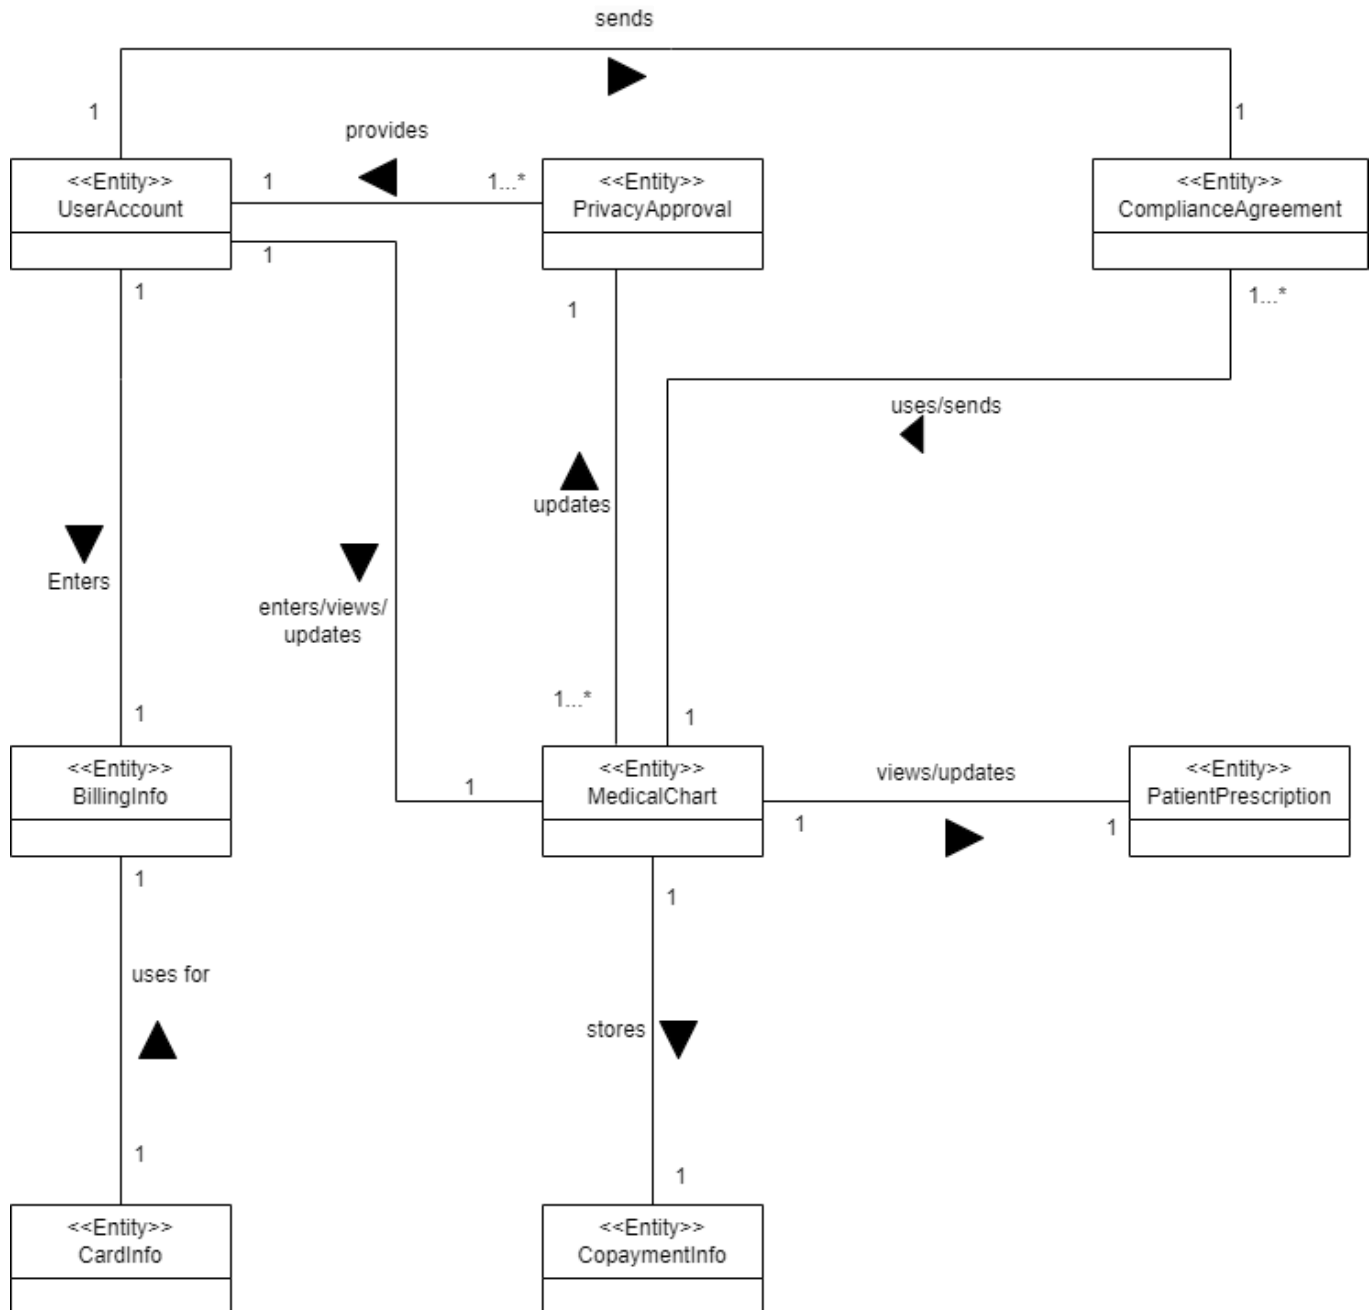 sends
1
1
provides
<<Entity>>
UserAccount
1
1...*
<<Entity>>
PrivacyApproval
<<Entity>>
ComplianceAgreement
1
1
1
1...*
uses/sends
updates
Enters
enters/views/
updates
1...*
1
1
<<Entity>>
BillingInfo
1
<<Entity>>
MedicalChart
views/updates
1
1
<<Entity>>
PatientPrescription
1
1
uses for
stores
1
1
<<Entity>>
CardInfo
<<Entity>>
CopaymentInfo